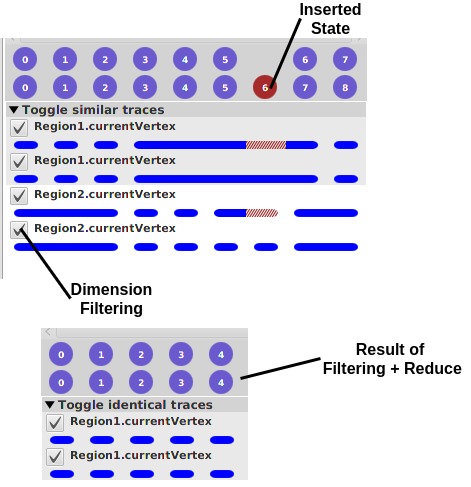 Inserted
State
0 1 2 3 4 5 6 7
0 1 2 3 4 5 6 7 8
Toggle similar traces
Region1.currentVertex
Region1.currentVertex
Region2.currentVertex
Region2.currentVertex
Dimension
Filtering
0 1 2 3 4
0 1 2 3 4
Result of
Filtering + Reduce
Toggle identical traces
Region1.currentVertex
Region1.currentVertex